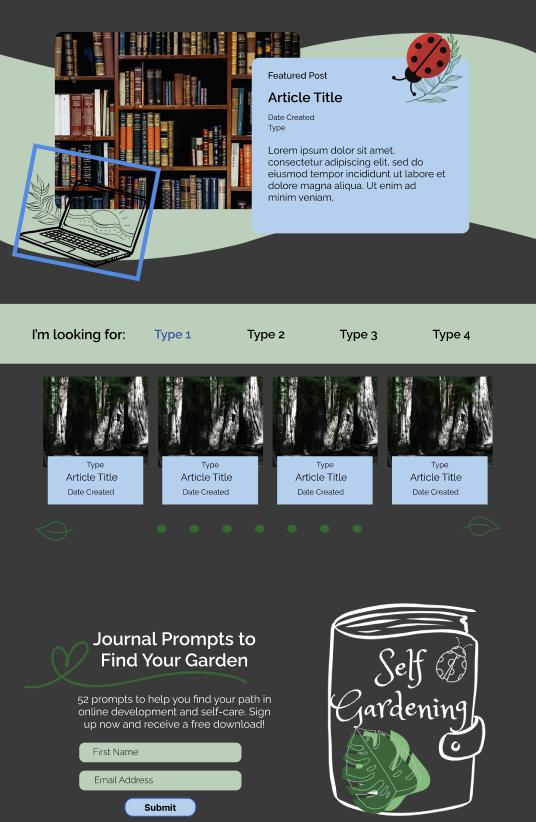 Featured Post
Article Title
Date Created
Type
Lorem ipsum dolor sit amet,
consectetur adipiscing elit, sed do
eiusmod tempor incididunt ut labore et
dolore magna aliqua. Ut enim ad
minim veniam,
I'm looking for: Type 1 Type 2 Type 3 Type 4
Type Type Type Type
Article Title Article Title Article Title Article Title
Date Created Date Created Date Created Date Created
Journal Prompts to
Find Your Garden
52 prompts to help you find your path in
online development and self-care. Sign
up now and receive a free download!
First Name
Email Address
Submit
Self
Gardening